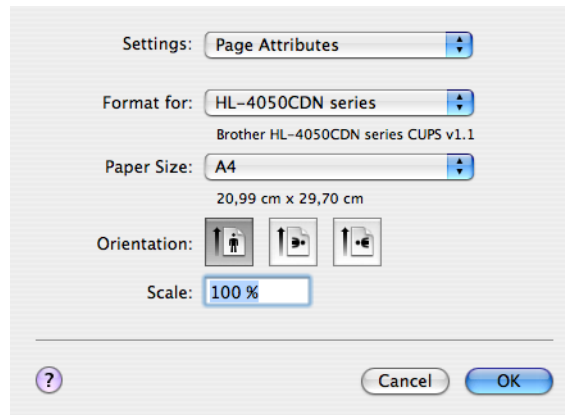 Settings: Page Attributes
Format for: HL-4050CDN series
Brother HL-4050CDN series CUPS v1.1
Paper Size: A4
20,99 cm x 29,70 cm
Orientation:
Scale: 100 %
? Cancel OK